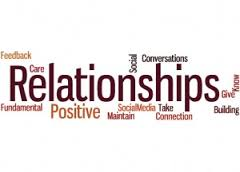 Feedback
Social
Conversations
Care
Relationships
Give
Know
Fundamental
Positive
SocialMedia
Take
Building
Maintain
Connection